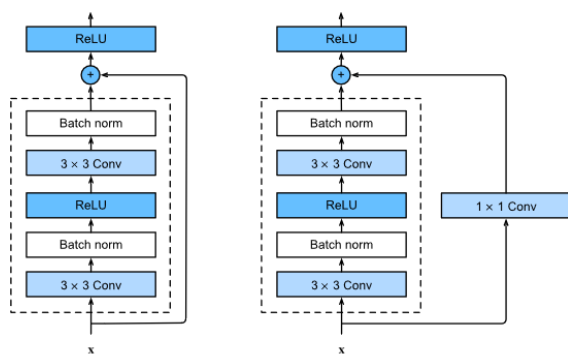 ReLU
+
Batch norm
3 × 3 Conv
ReLU
Batch norm
3 × 3 Conv
x
ReLU
+
Batch norm
3 × 3 Conv
ReLU
1 × 1 Conv
Batch norm
3 × 3 Conv
x